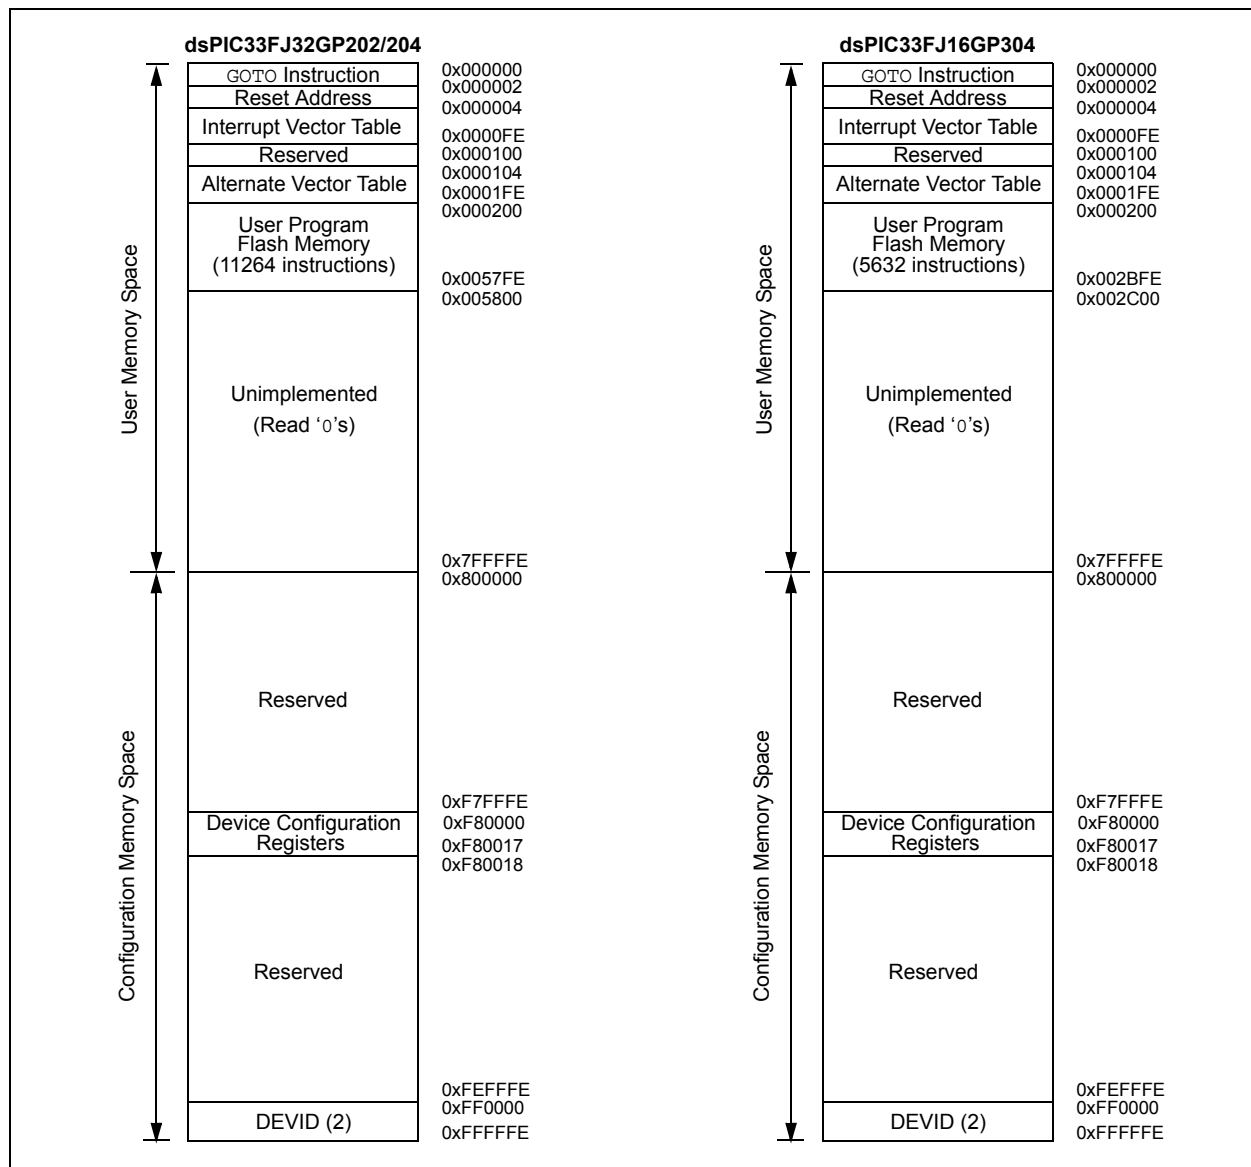 dsPIC33FJ32GP202/204
GOTO Instruction
0x000000
0x000002
Reset Address
0x000004
Interrupt Vector Table
0x0000FE
Reserved
0x000100
0x000104
Alternate Vector Table
0x0001FE
0x000200
User Program
Flash Memory
(11264 instructions)
0x0057FE
0x005800
Unimplemented
(Read ‘0’s)
0x7FFFFE
0x800000
Reserved
0xF7FFFE
Device Configuration
Registers
0xF80000
0xF80017
0xF80018
Reserved
0xFEFFFE
0xFF0000
DEVID (2)
0xFFFFFE
User Memory Space
Configuration Memory Space
dsPIC33FJ16GP304
GOTO Instruction
0x000000
0x000002
Reset Address
0x000004
Interrupt Vector Table
0x0000FE
Reserved
0x000100
0x000104
Alternate Vector Table
0x0001FE
0x000200
User Program
Flash Memory
(5632 instructions)
0x002BFE
0x002C00
Unimplemented
(Read ‘0’s)
0x7FFFFE
0x800000
Reserved
0xF7FFFE
Device Configuration
Registers
0xF80000
0xF80017
0xF80018
Reserved
0xFEFFFE
0xFF0000
DEVID (2)
0xFFFFFE
User Memory Space
Configuration Memory Space